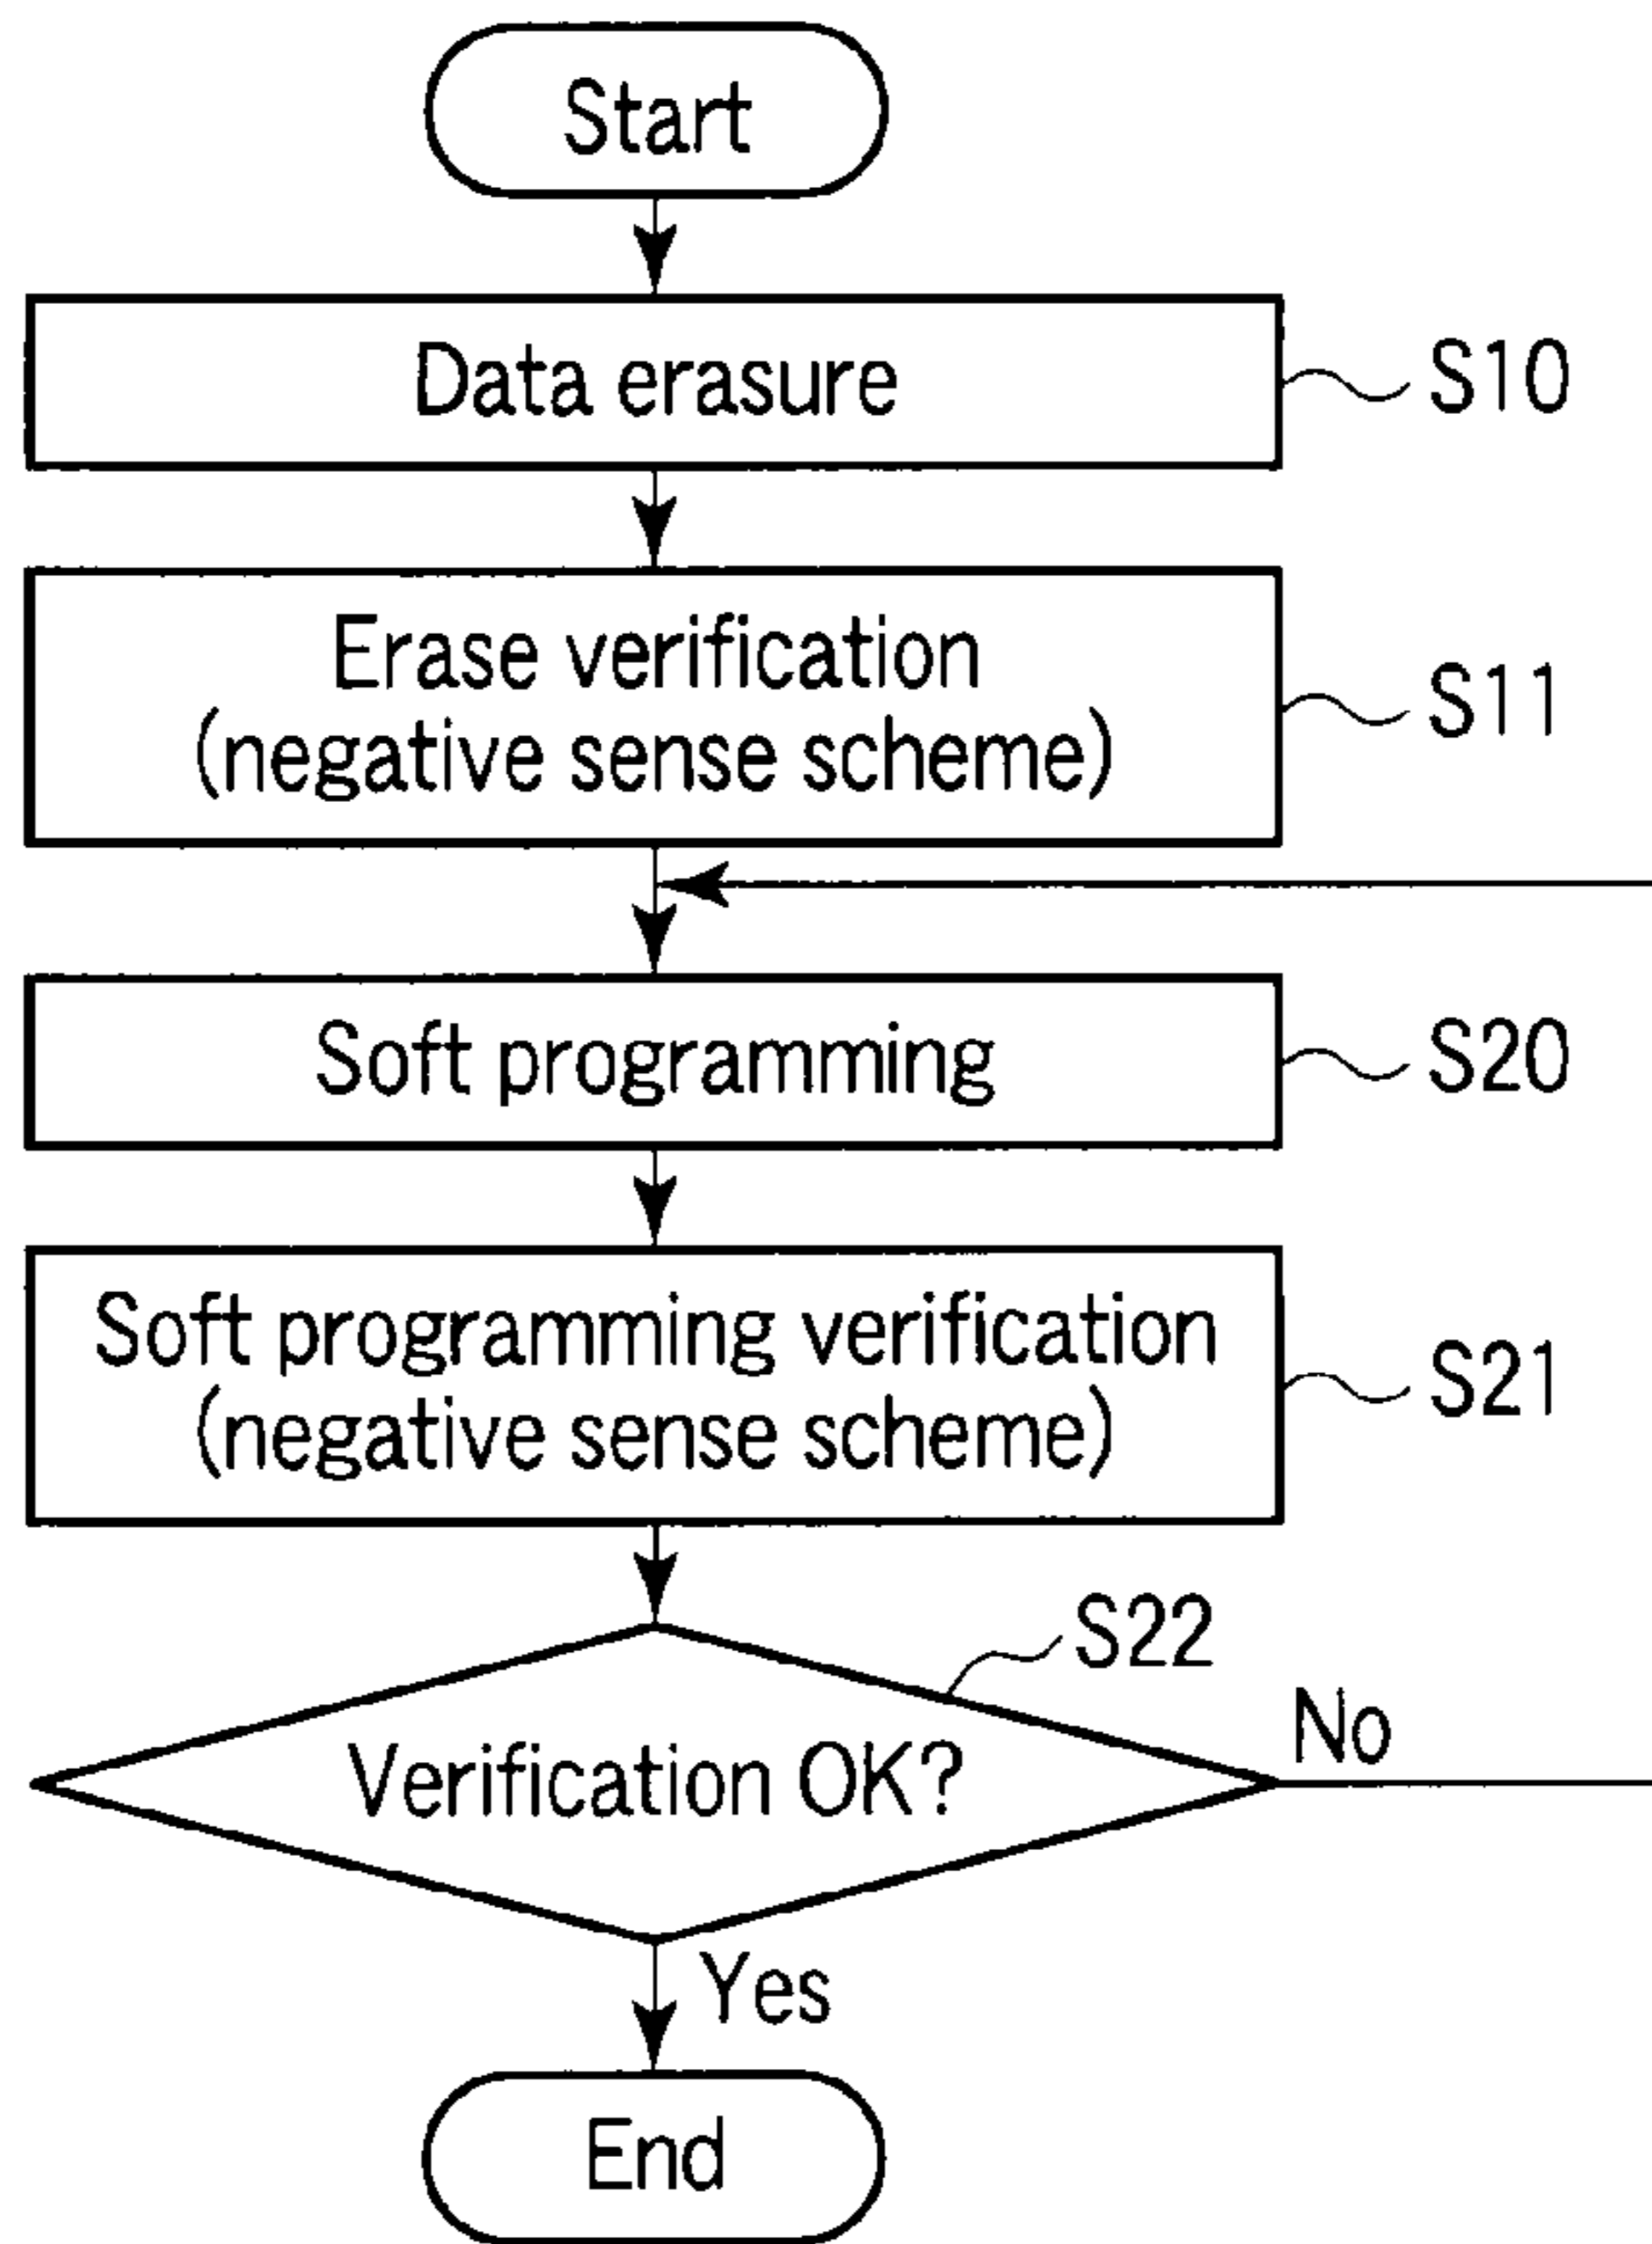 Start
Data erasure
S10
Erase verification
(negative sense scheme)
S11
Soft programming
S20
Soft programming verification
(negative sense scheme)
S21
S22
Verification OK?
No
Yes
End